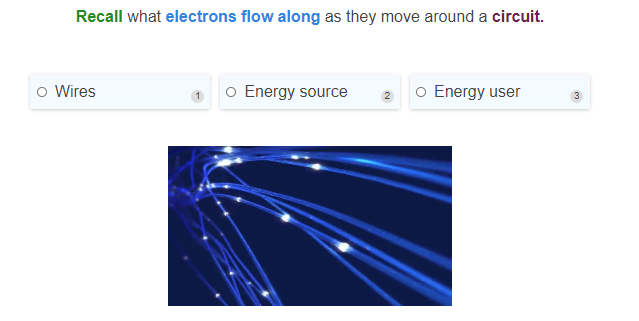 Recall what electrons flow along as they move around a circuit.
Wires 1
Energy source 2
Energy user 3